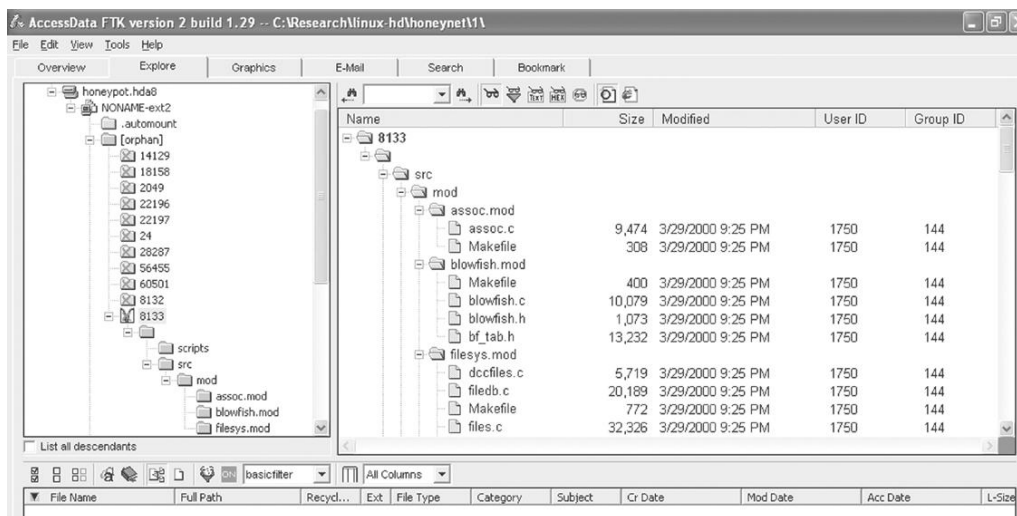 AccessData FTK version 2 build 1.29 -- C:\Research\linux-hd\honeynet\1\
File Edit View Tools Help
Overview Explore Graphics E-Mail Search Bookmark
honeypot.hda8
NONAME-ext2
.automount
[orphan]
14129
18158
2049
22196
22197
24
28287
56455
60501
8132
8133
scripts
src
mod
assoc.mod
blowfish.mod
filesys.mod
List all descendants
TEXT HEX
Name Size Modified User ID Group ID
8133
src
mod
assoc.mod
assoc.c 9,474 3/29/2000 9:25 PM 1750 144
Makefile 308 3/29/2000 9:25 PM 1750 144
blowfish.mod
Makefile 400 3/29/2000 9:25 PM 1750 144
blowfish.c 10,079 3/29/2000 9:25 PM 1750 144
blowfish.h 1,073 3/29/2000 9:25 PM 1750 144
bf_tab.h 13,232 3/29/2000 9:25 PM 1750 144
filesys.mod
dccfiles.c 5,719 3/29/2000 9:25 PM 1750 144
filedb.c 20,189 3/29/2000 9:25 PM 1750 144
Makefile 772 3/29/2000 9:25 PM 1750 144
files.c 32,326 3/29/2000 9:25 PM 1750 144
ON basicfilter All Columns
File Name Full Path Recycl... Ext File Type Category Subject Cr Date Mod Date Acc Date L-Size